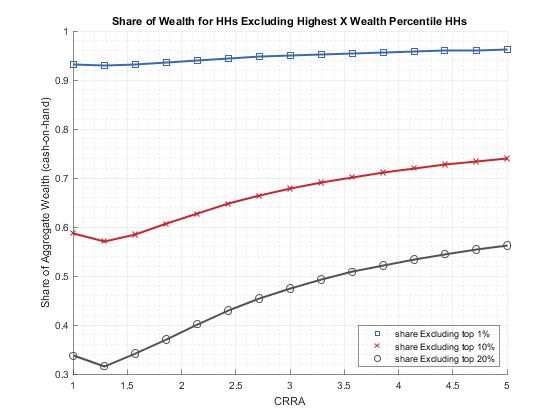 Share of Wealth for HHs Excluding Highest X Wealth Percentile HHs
Share of Aggregate Wealth (cash-on-hand)
1
0.9
0.8
0.7
0.6
0.5
0.4
0.3
share Excluding top 1%
share Excluding top 10%
share Excluding top 20%
1
1.5
2
2.5
3
3.5
4
4.5
5
CRRA